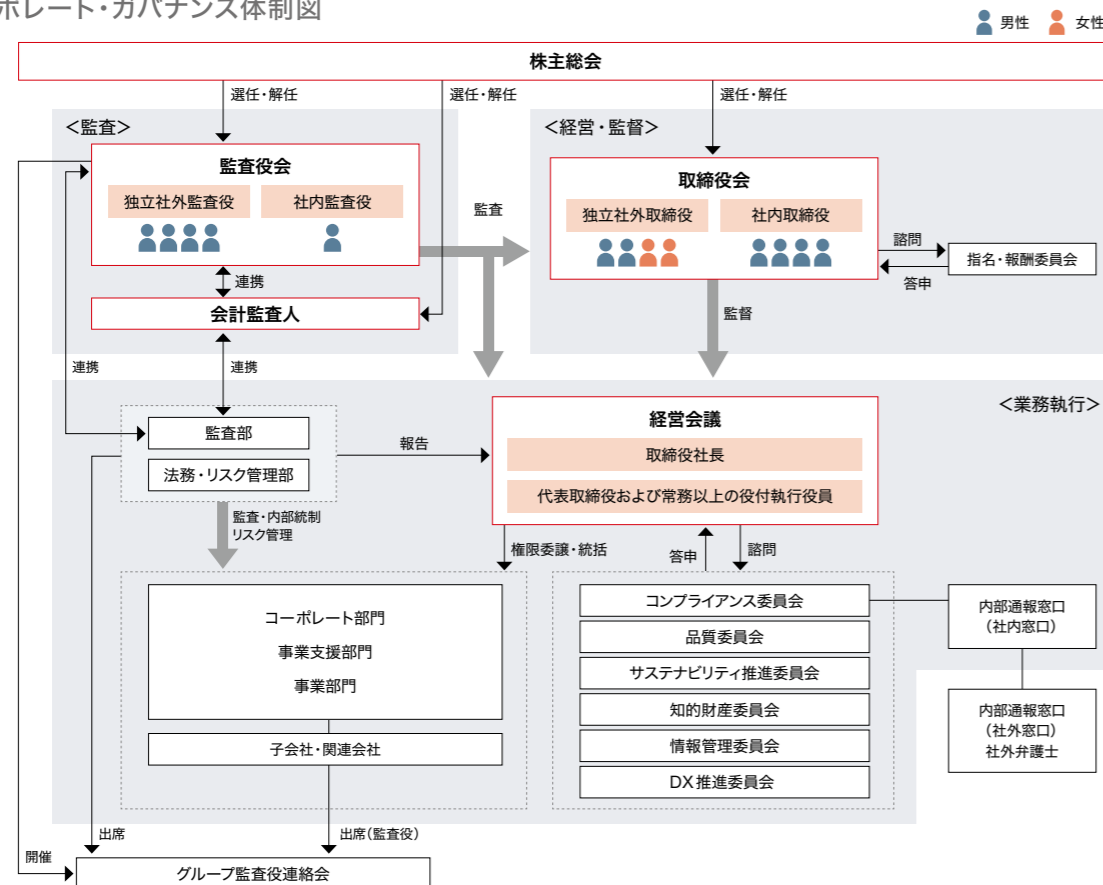 ポレート・ガバナンス体制図
男性
女性
株主総会
選任・解任
選任・解任
選任・解任
＜監査＞
＜経営・監督＞
監査役会
独立社外監査役
社内監査役
監査
取締役会
独立社外取締役
社内取締役
諮問
答申
指名・報酬委員会
連携
会計監査人
監督
連携
連携
＜業務執行＞
監査部
法務・リスク管理部
報告
経営会議
取締役社長
代表取締役および常務以上の役付執行役員
監査・内部統制
リスク管理
権限委譲・統括
答申
諮問
コーポレート部門
事業支援部門
事業部門
子会社・関連会社
コンプライアンス委員会
品質委員会
サステナビリティ推進委員会
知的財産委員会
情報管理委員会
DX推進委員会
内部通報窓口
（社内窓口）
内部通報窓口
（社外窓口）
社外弁護士
出席
出席（監査役）
開催
グループ監査役連絡会